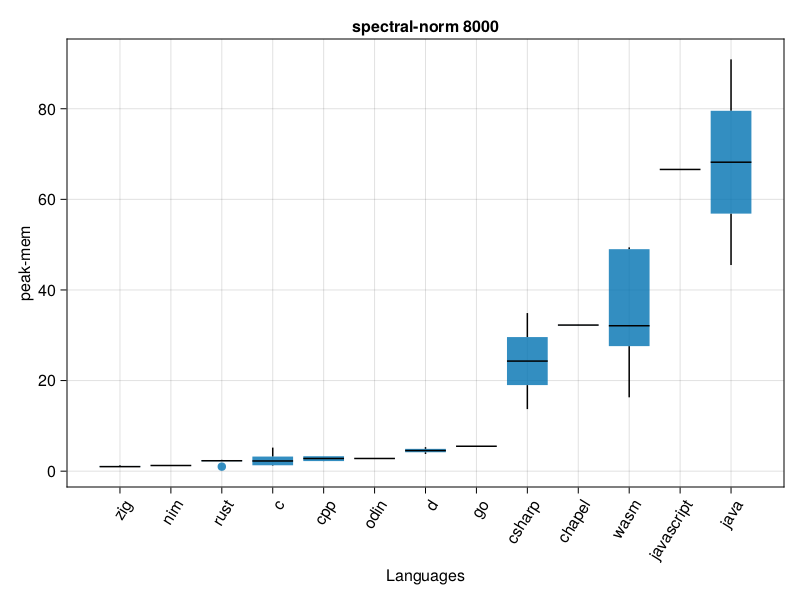 spectral-norm 8000
peak-mem
80
60
40
20
0
zig
nim
rust
c
cpp
odin
d
go
csharp
chapel
wasm
javascript
java
Languages